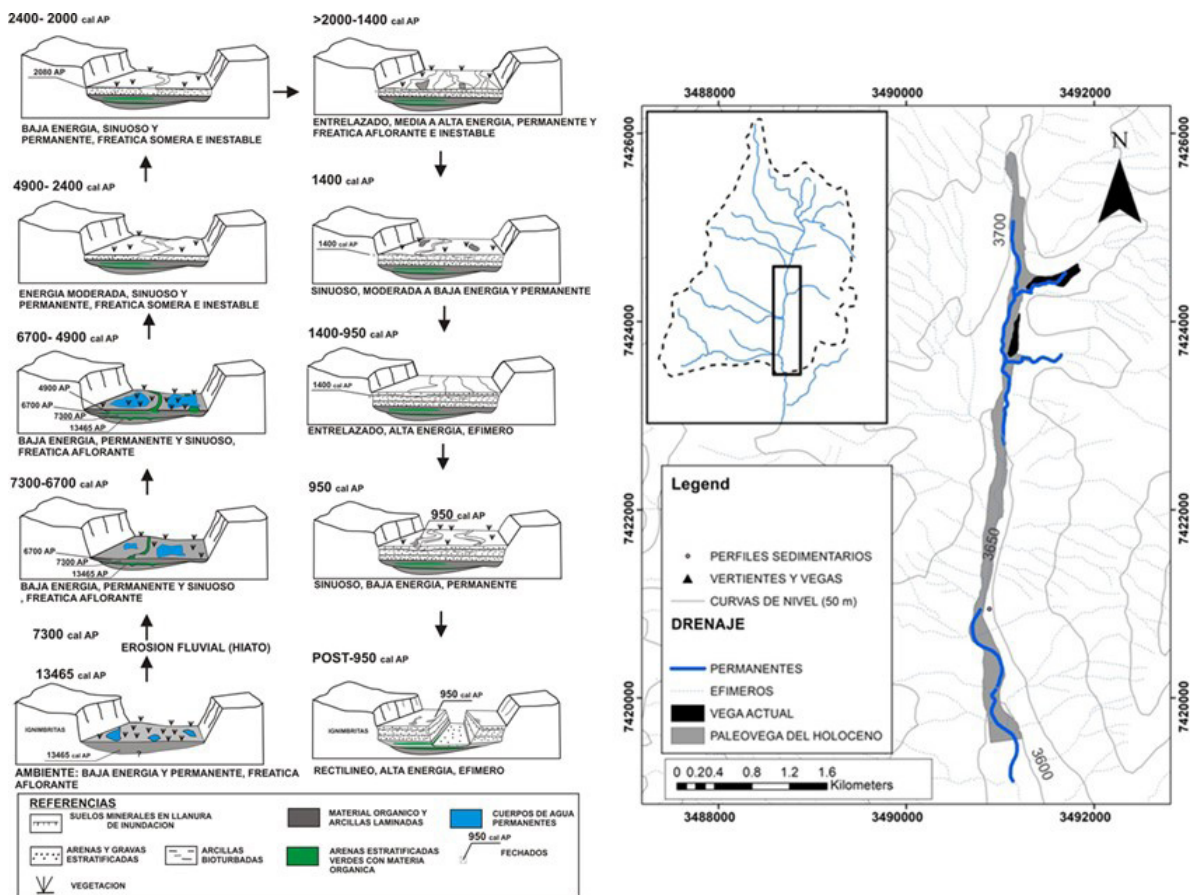 2400- 2000 cal AP
2080 AP
BAJA ENERGIA, SINUOSO Y
PERMANENTE, FREATICA SOMERA E INESTABLE
4900- 2400 cal AP
ENERGIA MODERADA, SINUOSO Y
PERMANENTE, FREATICA SOMERA E INESTABLE
6700- 4900 cal AP
4900 AP
6700 AP
7300 AP
13465 AP
BAJA ENERGIA, PERMANENTE Y SINUOSO,
FREATICA AFLORANTE
7300-6700 cal AP
6700 AP
7300 AP
13465 AP
BAJA ENERGIA, PERMANENTE Y SINUOSO
, FREATICA AFLORANTE
7300 cal AP
EROSION FLUVIAL (HIATO)
13465 cal AP
IGNIMBRITAS
13465 cal AP
?
AMBIENTE: BAJA ENERGIA Y PERMANENTE, FREATICA
AFLORANTE
>2000-1400 cal AP
ENTRELAZADO, MEDIA A ALTA ENERGIA, PERMANENTE Y
FREATICA AFLORANTE E INESTABLE
1400 cal AP
1400 cal AP
SINUOSO, MODERADA A BAJA ENERGIA Y PERMANENTE
1400-950 cal AP
1400 cal AP
ENTRELAZADO, ALTA ENERGIA, EFIMERO
950 cal AP
950 cal AP
SINUOSO, BAJA ENERGIA, PERMANENTE
POST-950 cal AP
950 cal AP
IGNIMBRITAS
RECTILINEO, ALTA ENERGIA, EFIMERO
REFERENCIAS
SUELOS MINERALES EN LLANURA
DE INUNDACION
MATERIAL ORGANICO Y
ARCILLAS LAMINADAS
CUERPOS DE AGUA
PERMANENTES
ARENAS Y GRAVAS
ESTRATIFICADAS
ARCILLAS
BIOTURBADAS
ARENAS ESTRATIFICADAS
VERDES CON MATERIA
ORGANICA
950 cal AP
FECHADOS
VEGETACION
3488000 3490000 3492000
7426000
7424000
7422000
7420000
N
3700
3650
3600
Legend
PERFILES SEDIMENTARIOS
VERTIENTES Y VEGAS
CURVAS DE NIVEL (50 m)
DRENAJE
PERMANENTES
EFIMEROS
VEGA ACTUAL
PALEOVEGA DEL HOLOCENO
0 0.20.4 0.8 1.2 1.6
Kilometers
7426000
7424000
7422000
7420000
3488000 3490000 3492000